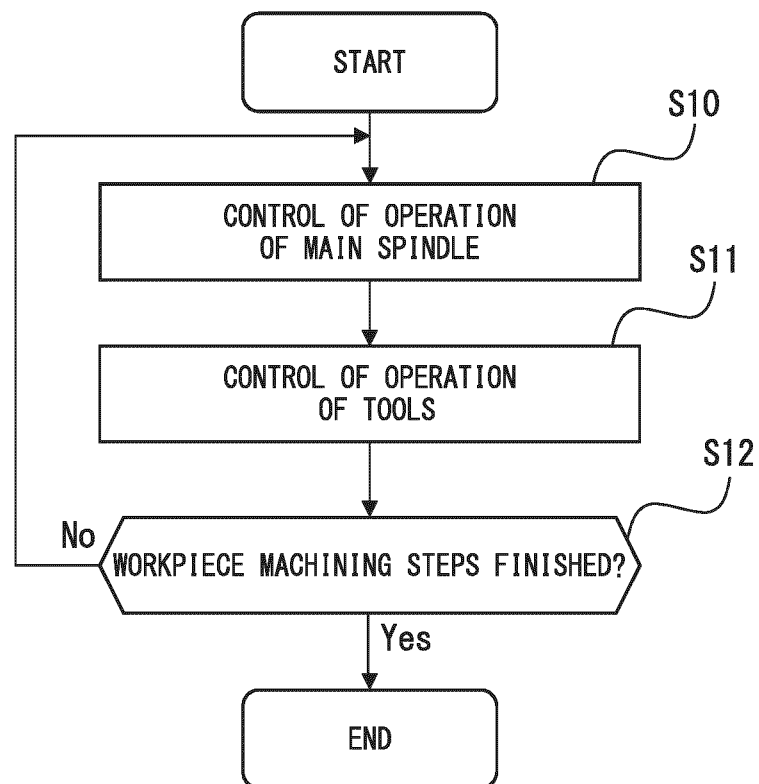 START
S10
CONTROL OF OPERATION
OF MAIN SPINDLE
S11
CONTROL OF OPERATION
OF TOOLS
S12
No
WORKPIECE MACHINING STEPS FINISHED?
Yes
END